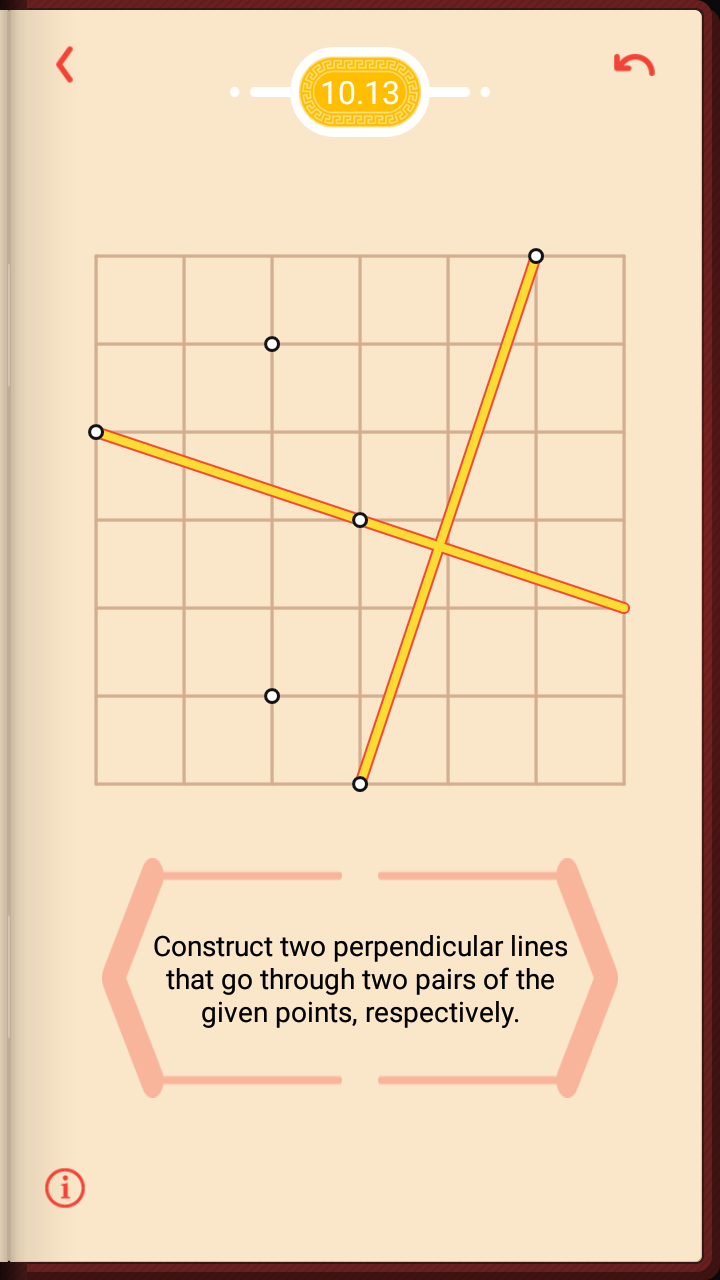 10.13
Construct two perpendicular lines
that go through two pairs of the
given points, respectively.
i